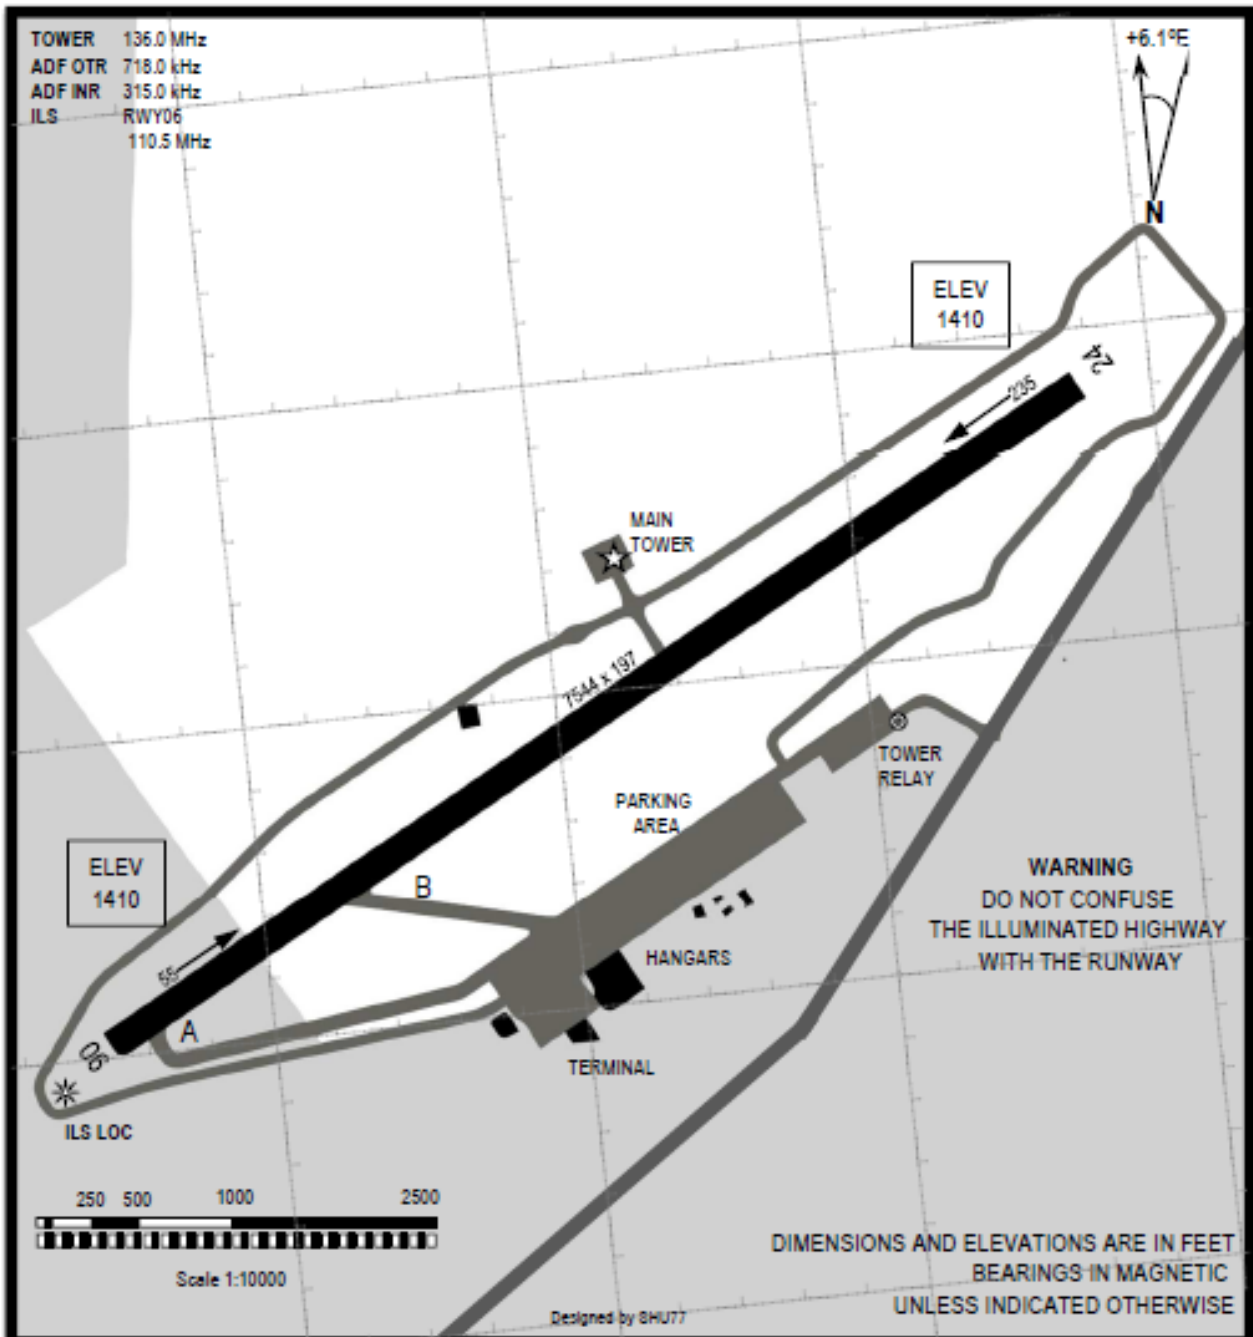 TOWER 136.0 MHz
ADF OTR 718.0 kHz
ADF INR 315.0 kHz
ILS RWY06
110.5 MHz
+6.1ºE
N
ELEV
1410
24
235
MAIN
TOWER
7544 x 197
TOWER
RELAY
PARKING
AREA
ELEV
1410
B
WARNING
DO NOT CONFUSE
THE ILLUMINATED HIGHWAY
WITH THE RUNWAY
HANGARS
55
A
06
TERMINAL
ILS LOC
250 500 1000 2500
Scale 1:10000
DIMENSIONS AND ELEVATIONS ARE IN FEET
BEARINGS IN MAGNETIC
UNLESS INDICATED OTHERWISE
Designed by SHU77